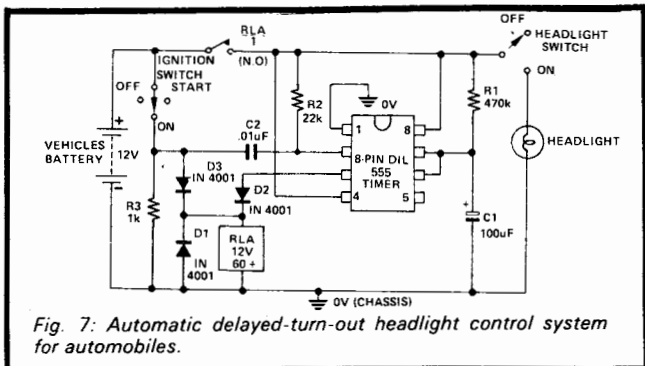 RLA
1
(N.O)
OFF
HEADLIGHT
SWITCH
ON
IGNITION
SWITCH
START
OFF
ON
0V
R2
22k
R1
470k
1
8
C2
.01uF
VEHICLES
BATTERY
12V
+
−
8-PIN DIL
555
TIMER
HEADLIGHT
D3
IN 4001
D2
IN 4001
4
5
R3
1k
+
C1
100uF
D1
IN
4001
RLA
12V
60 +
0V (CHASSIS)
Fig. 7: Automatic delayed-turn-out headlight control system
for automobiles.